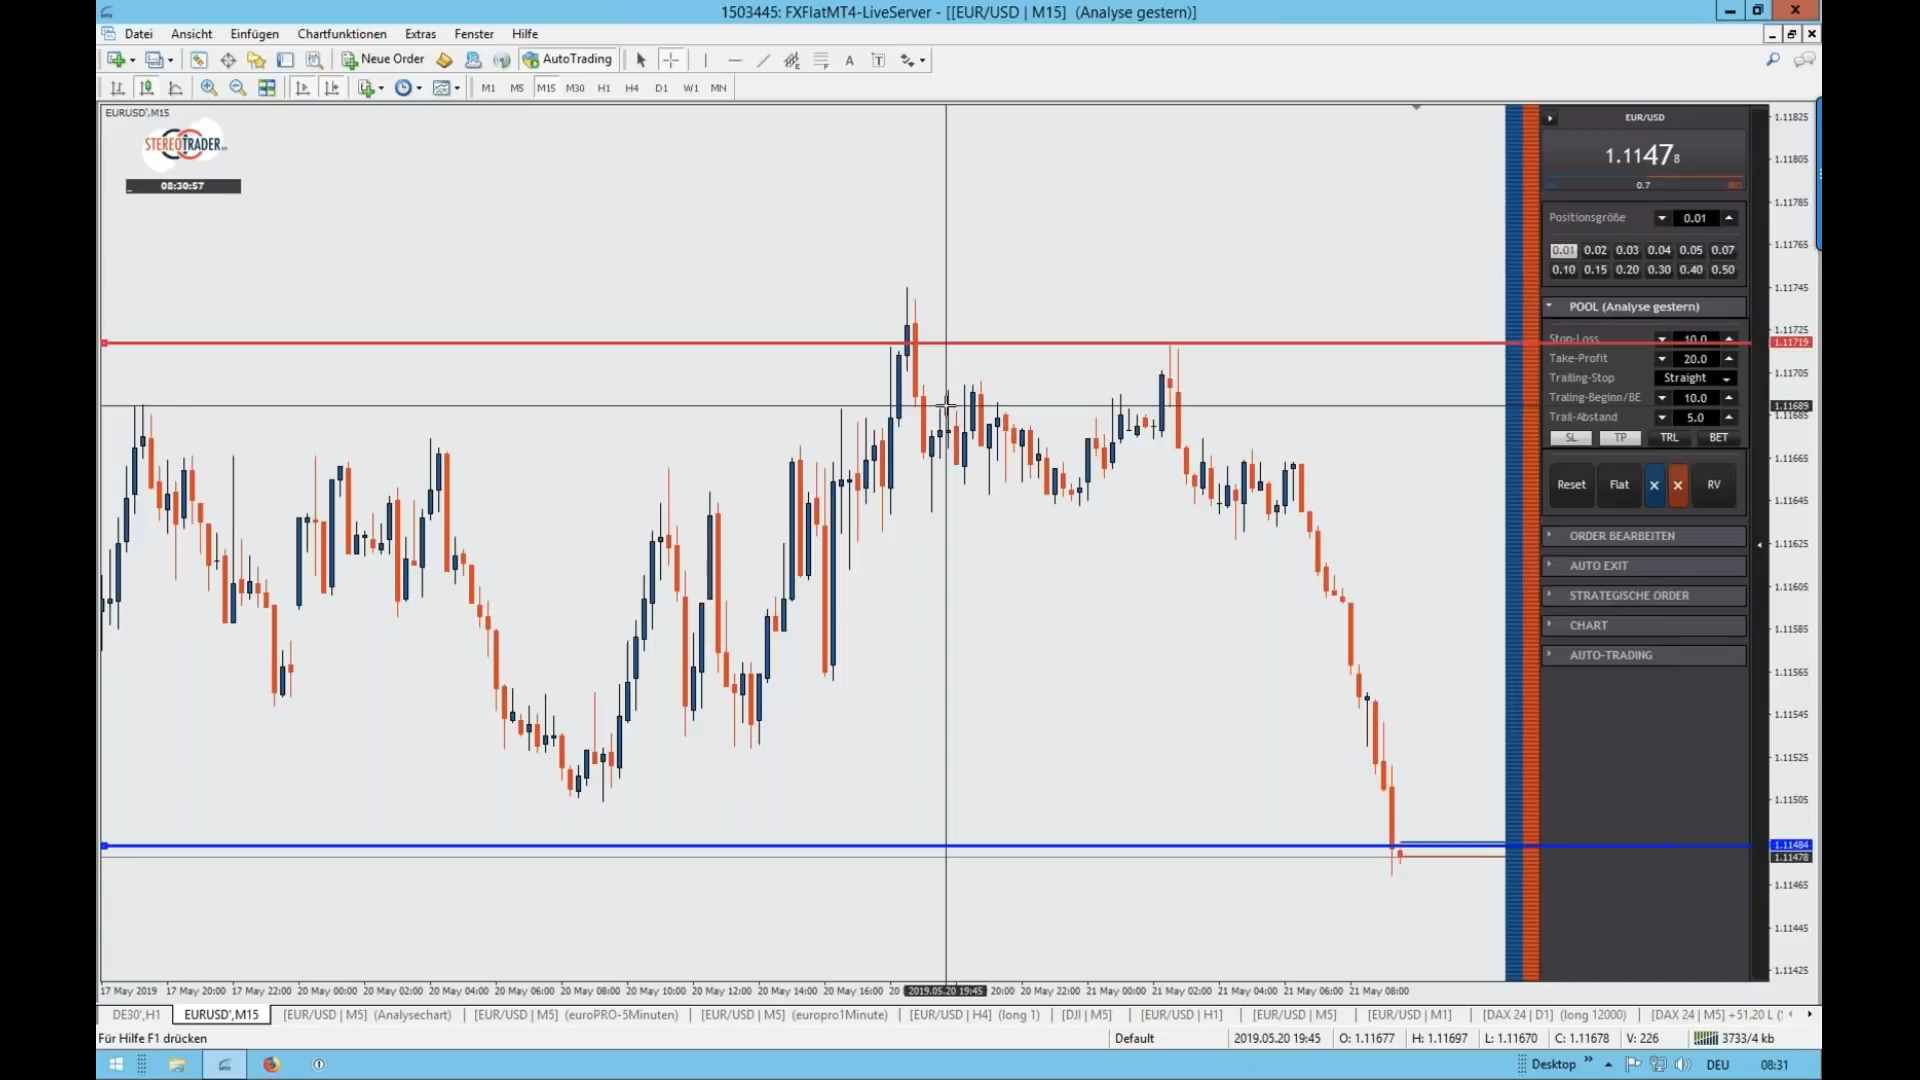 1503445: FXFlatMT4-LiveServer - [[EUR/USD | M15] (Analyse gestern)]
Datei Ansicht Einfügen Chartfunktionen Extras Fenster Hilfe
Neue Order AutoTrading
M1 M5 M15 M30 H1 H4 D1 W1 MN
EURUSD',M15
STEREOTRADER
08:30:57
EUR/USD
1.11478
0.7
Positionsgröße 0.01
0.01 0.02 0.03 0.04 0.05 0.07
0.10 0.15 0.20 0.30 0.40 0.50
POOL (Analyse gestern)
Stop-Loss 10.0
Take-Profit 20.0
Trailing-Stop Straight
Traling-Beginn/BE 10.0
Trail-Abstand 5.0
SL TP TRL BET
Reset Flat × × RV
ORDER BEARBEITEN
AUTO EXIT
STRATEGISCHE ORDER
CHART
AUTO-TRADING
1.11825
1.11805
1.11785
1.11765
1.11745
1.11725
1.11719
1.11705
1.11689
1.11685
1.11665
1.11645
1.11625
1.11605
1.11585
1.11565
1.11545
1.11525
1.11505
1.11484
1.11478
1.11465
1.11445
1.11425
17 May 2019 17 May 20:00 17 May 22:00 20 May 00:00 20 May 02:00 20 May 04:00 20 May 06:00 20 May 08:00 20 May 10:00 20 May 12:00 20 May 14:00 20 May 16:00 20 2019.05.20 19:45 20:00 20 May 22:00 21 May 00:00 21 May 02:00 21 May 04:00 21 May 06:00 21 May 08:00
DE30',H1 EURUSD',M15 [EUR/USD | M5] (Analysechart) [EUR/USD | M5] (euroPRO-5Minuten) [EUR/USD | M5] (europro1Minute) [EUR/USD | H4] (long 1) [DJI | M5] [EUR/USD | H1] [EUR/USD | M5] [EUR/USD | M1] [DAX 24 | D1] (long 12000) [DAX 24 | M5] +51.20 L
Für Hilfe F1 drücken Default 2019.05.20 19:45 O: 1.11677 H: 1.11697 L: 1.11670 C: 1.11678 V: 226 3733/4 kb
Desktop DEU 08:31